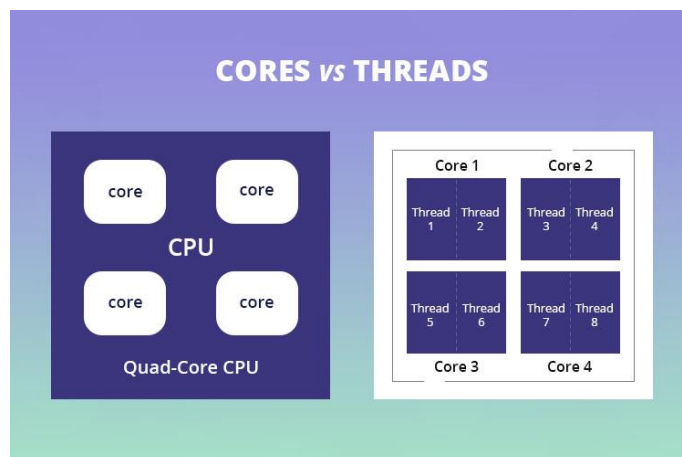 CORES vs THREADS
core
core
CPU
core
core
Quad-Core CPU
Core 1
Core 2
Thread
1
Thread
2
Thread
3
Thread
4
Thread
5
Thread
6
Thread
7
Thread
8
Core 3
Core 4